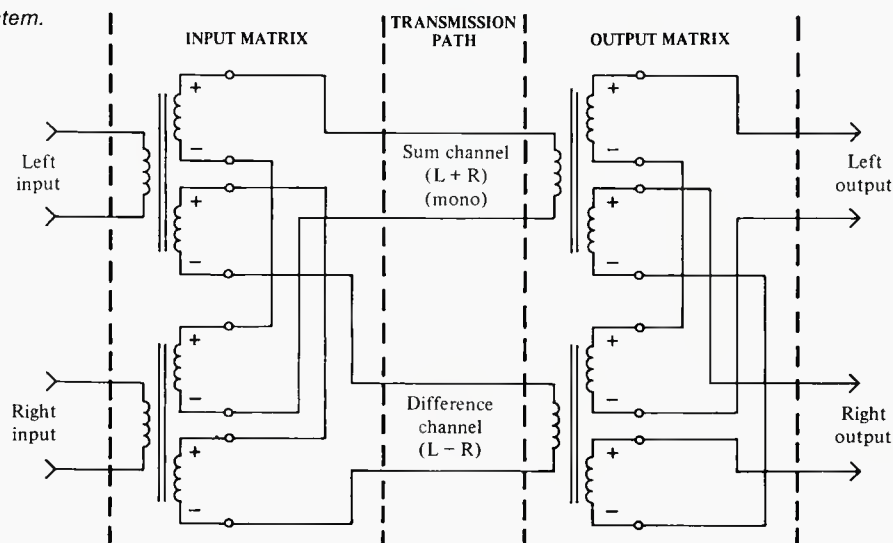 stem.
INPUT MATRIX
TRANSMISSION
PATH
OUTPUT MATRIX
+
−
+
−
+
−
+
−
Left
input
Right
input
Sum channel
(L + R)
(mono)
Difference
channel
(L − R)
+
−
+
−
+
−
+
−
Left
output
Right
output